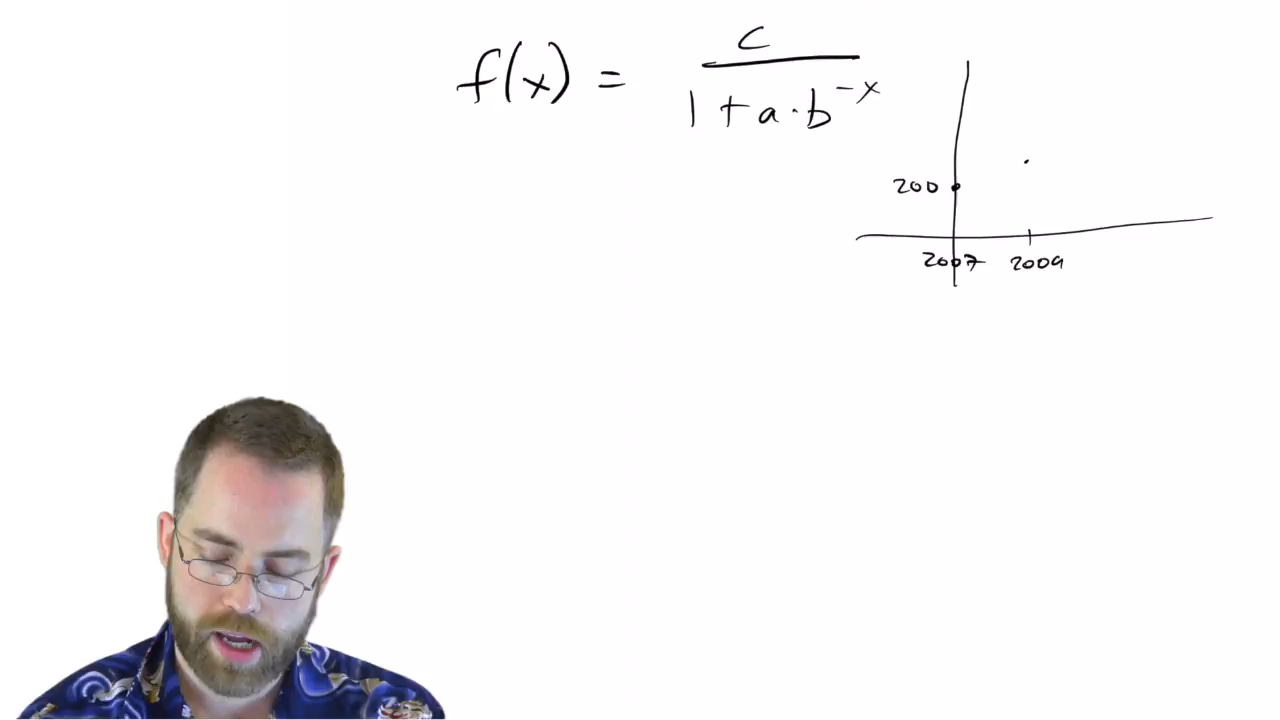 f(x) = c / (1 + a · b^-x)
200
2007 2009